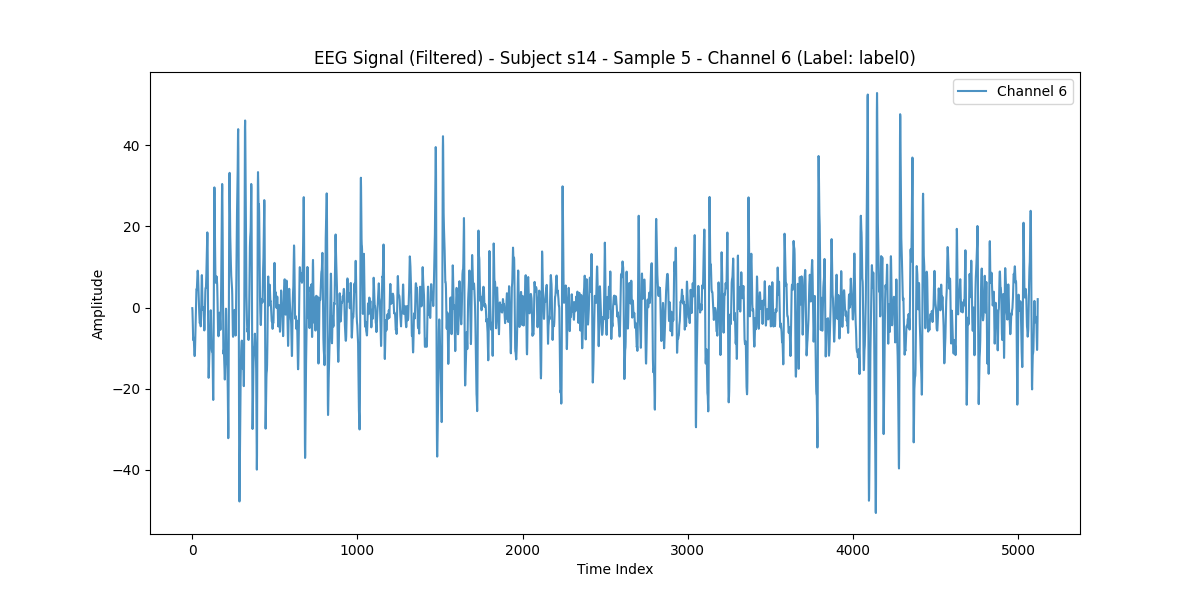 EEG Signal (Filtered) - Subject s14 - Sample 5 - Channel 6 (Label: label0)
Channel 6
Amplitude
40
20
0
−20
−40
0 1000 2000 3000 4000 5000
Time Index